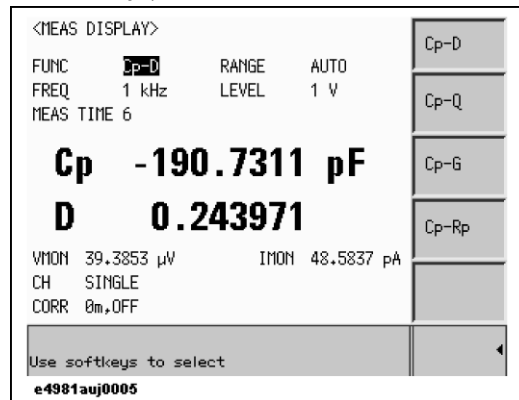 <MEAS DISPLAY>
FUNC Cp-D RANGE AUTO
FREQ 1 kHz LEVEL 1 V
MEAS TIME 6
Cp -190.7311 pF
D 0.243971
VMON 39.3853 µV IMON 48.5837 pA
CH SINGLE
CORR 0m,OFF
Use softkeys to select
Cp-D
Cp-Q
Cp-G
Cp-Rp
e4981auj0005